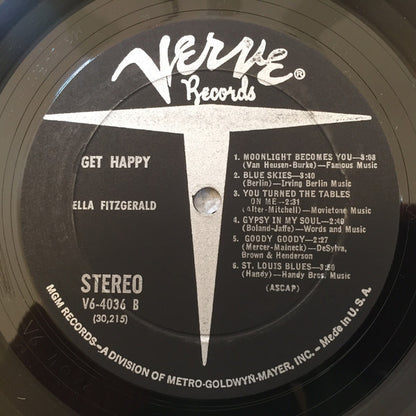 VERVE®
Records
GET HAPPY
ELLA FITZGERALD
STEREO
V6-4036 B
(30,215)
1. MOONLIGHT BECOMES YOU—3:58
(Van Heusen-Burke)—Famous Music
2. BLUE SKIES—3:40
(Berlin)—Irving Berlin Music
3. YOU TURNED THE TABLES
ON ME—2:31
(Alter-Mitchell)—Movietone Music
4. GYPSY IN MY SOUL—2:49
(Boland-Jaffe)—Words and Music
5. GOODY GOODY—2:27
(Mercer-Malneck)—DeSylva,
Brown & Henderson
6. ST. LOUIS BLUES—3:50
(Handy)—Handy Bros. Music
(ASCAP)
MGM RECORDS—A DIVISION OF METRO-GOLDWYN-MAYER, INC.—Made in U.S.A.